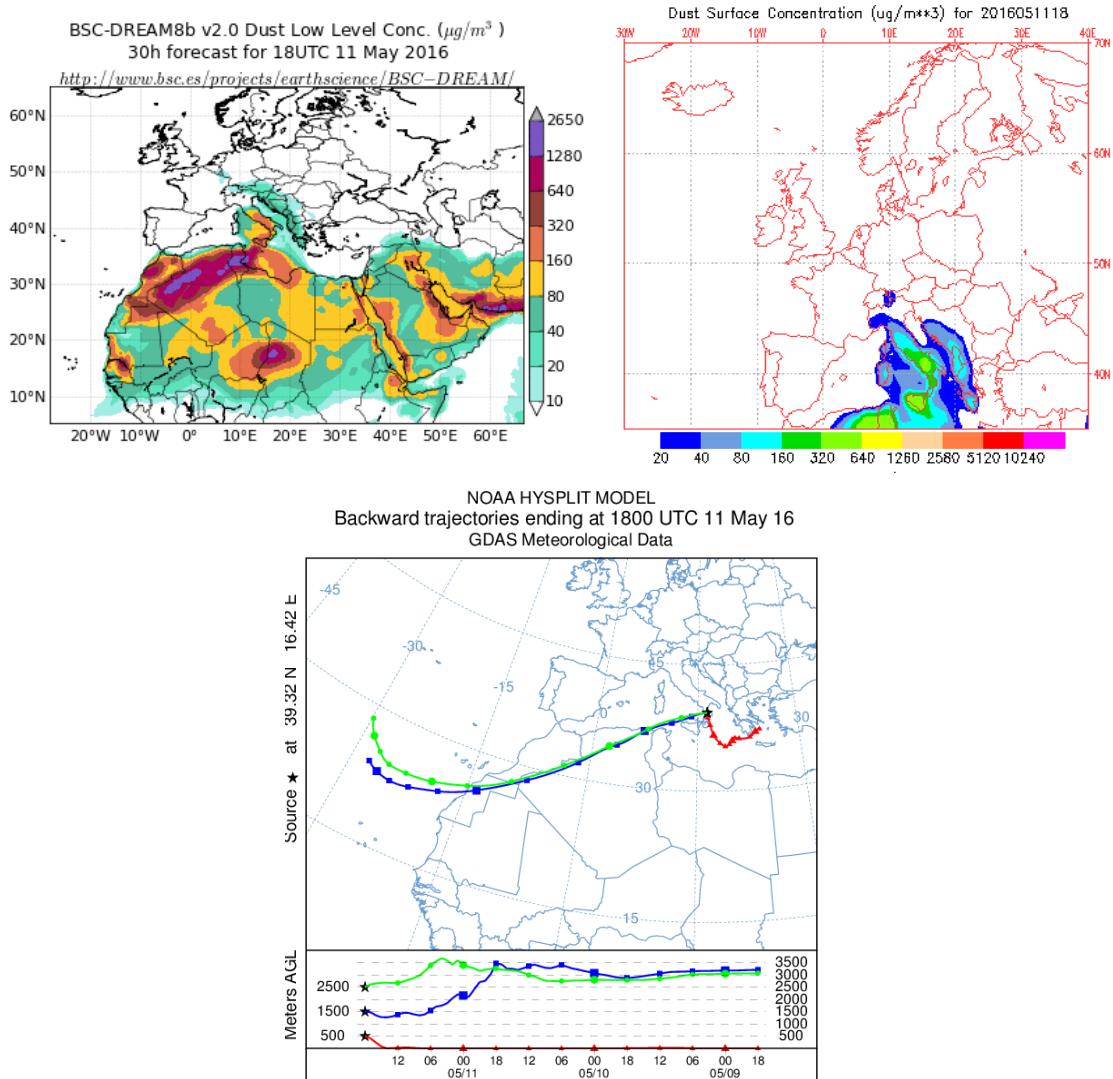 BSC-DREAM8b v2.0 Dust Low Level Conc. (μg/m³ )
30h forecast for 18UTC 11 May 2016
http://www.bsc.es/projects/earthscience/BSC−DREAM/
60°N
50°N
40°N
30°N
20°N
10°N
20°W 10°W 0° 10°E 20°E 30°E 40°E 50°E 60°E
2650
1280
640
320
160
80
40
20
10
Dust Surface Concentration (ug/m**3) for 2016051118
30W 20W 10W 0 10E 20E 30E 40E
70N
60N
50N
40N
20 40 80 160 320 640 1260 2580 5120 10240
NOAA HYSPLIT MODEL
Backward trajectories ending at 1800 UTC 11 May 16
GDAS Meteorological Data
Source ★ at 39.32 N 16.42 E
-45
-30
-15
0
45
30
30
15
Meters AGL
2500
1500
500
3500
3000
2500
2000
1500
1000
500
12 06 00 18 12 06 00 18 12 06 00 18
05/11 05/10 05/09